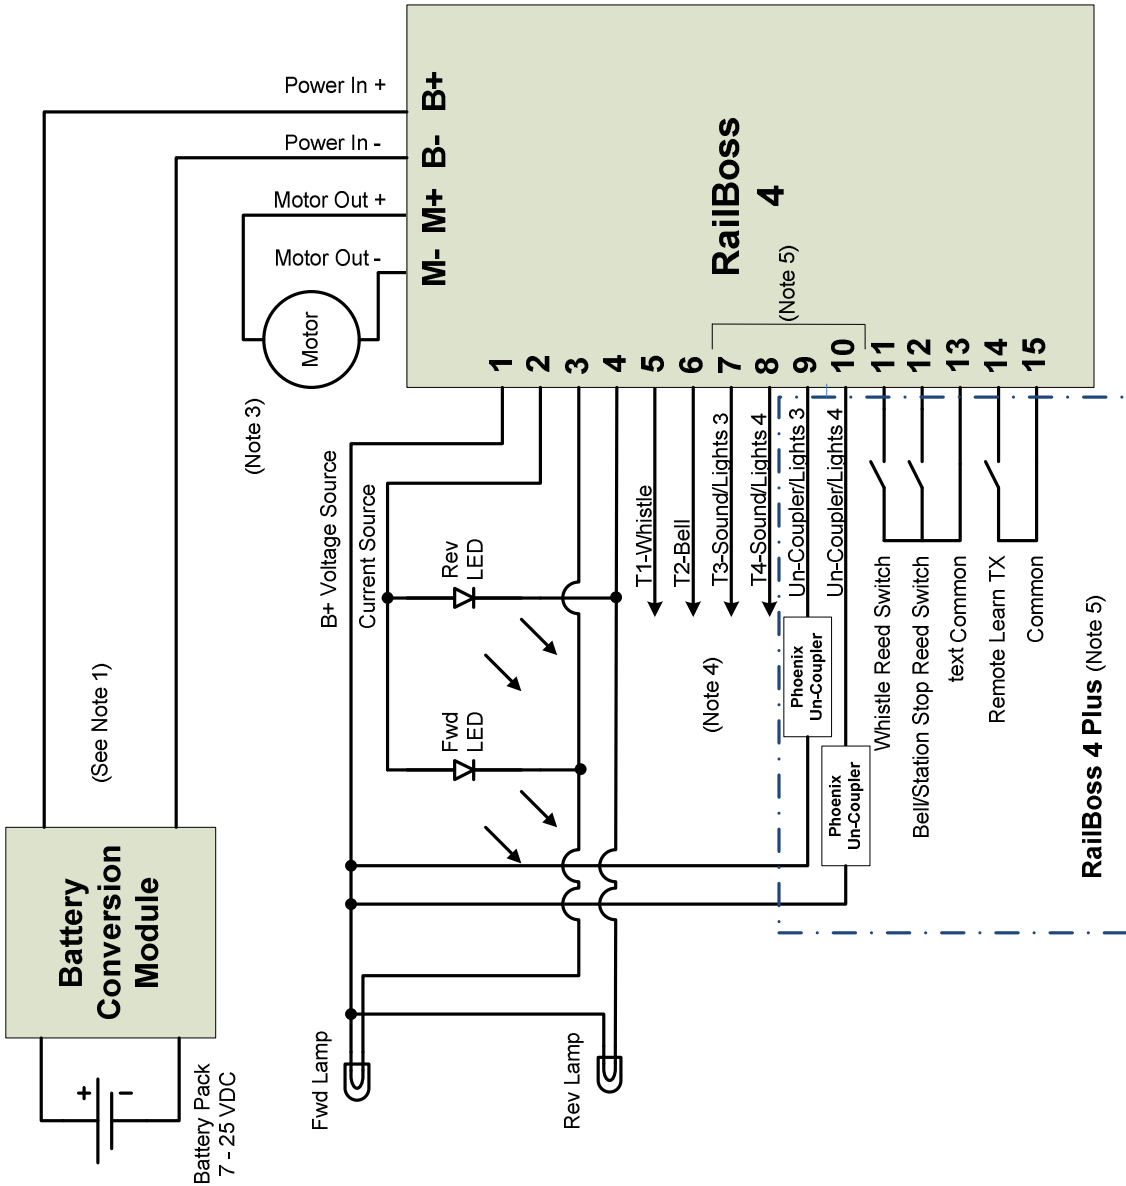 Power In +
Power In -
Motor Out +
Motor Out -
B+
B-
M+
M-
RailBoss
4
Motor
(Note 3)
(Note 5)
1
2
3
4
5
6
7
8
9
10
11
12
13
14
15
B+ Voltage Source
Current Source
Rev
LED
Fwd
LED
T1-Whistle
T2-Bell
T3-Sound/Lights 3
T4-Sound/Lights 4
Un-Coupler/Lights 3
Un-Coupler/Lights 4
(Note 4)
Phoenix
Un-Coupler
Phoenix
Un-Coupler
Whistle Reed Switch
Bell/Station Stop Reed Switch
text Common
Remote Learn TX
Common
RailBoss 4 Plus (Note 5)
(See Note 1)
Battery
Conversion
Module
+
-
Battery Pack
7 - 25 VDC
Fwd Lamp
Rev Lamp